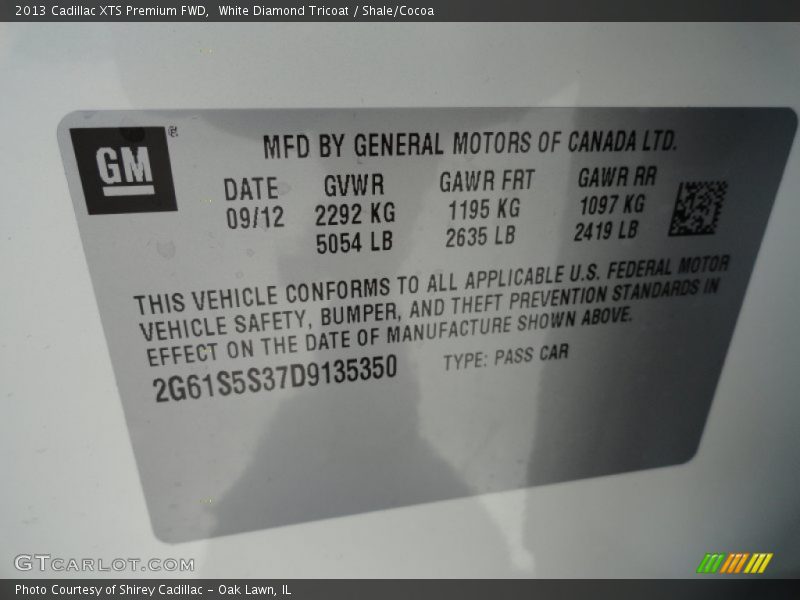 2013 Cadillac XTS Premium FWD,  White Diamond Tricoat / Shale/Cocoa
GM®
MFD BY GENERAL MOTORS OF CANADA LTD.
DATE GVWR GAWR FRT GAWR RR
09/12 2292 KG 1195 KG 1097 KG
5054 LB 2635 LB 2419 LB
THIS VEHICLE CONFORMS TO ALL APPLICABLE U.S. FEDERAL MOTOR
VEHICLE SAFETY, BUMPER, AND THEFT PREVENTION STANDARDS IN
EFFECT ON THE DATE OF MANUFACTURE SHOWN ABOVE.
2G61S5S37D9135350 TYPE: PASS CAR
GTCARLOT.COM
Photo Courtesy of Shirey Cadillac - Oak Lawn, IL